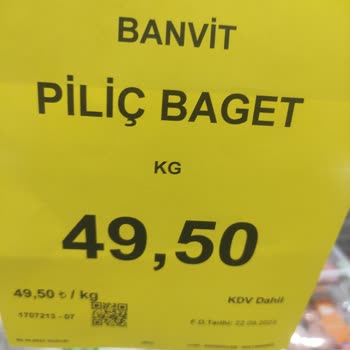 BANVİT
PİLİÇ BAGET
KG
49,50
49,50 ₺ / kg
KDV Dahil
1707213 - 07
F.D.Tarihi: 22.09.2023